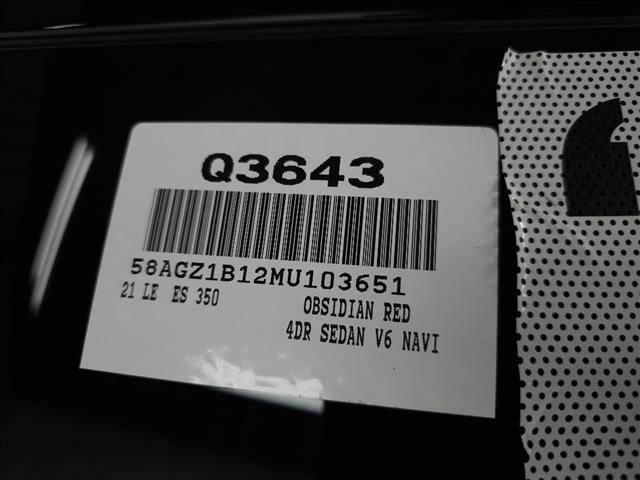 Q3643
58AGZ1B12MU103651
21 LE ES 350 OBSIDIAN RED
4DR SEDAN V6 NAVI